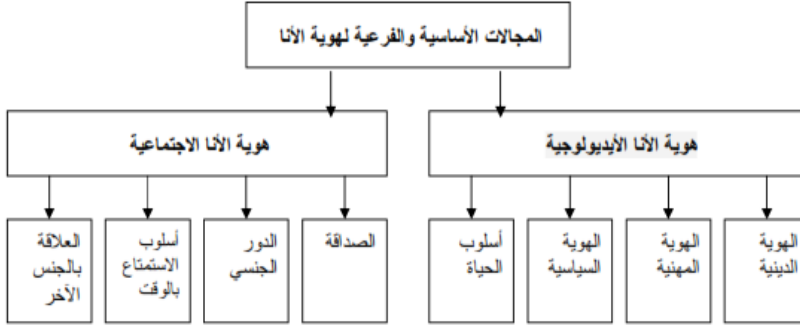 المجالات الأساسية والفرعية لهوية الأنا
هوية الأنا الأيديولوجية
هوية الأنا الاجتماعية
الهوية
الدينية
الهوية
المهنية
الهوية
السياسية
أسلوب
الحياة
الصداقة
الدور
الجنسي
أسلوب
الاستمتاع
بالوقت
العلاقة
بالجنس
الآخر